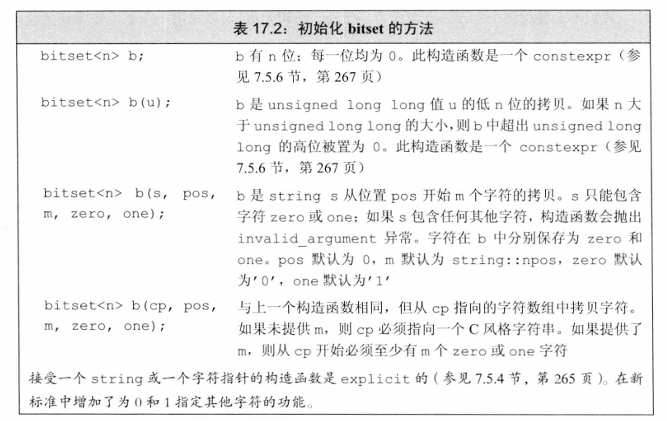 表 17.2：初始化 bitset 的方法
bitset<n> b;
b 有 n 位；每一位均为 0。此构造函数是一个 constexpr（参
见 7.5.6 节，第 267 页）
bitset<n> b(u);
b 是 unsigned long long 值 u 的低 n 位的拷贝。如果 n 大
于 unsigned long long 的大小，则 b 中超出 unsigned long
long 的高位被置为 0。此构造函数是一个 constexpr（参见
7.5.6 节，第 267 页）
bitset<n> b(s, pos,
m, zero, one);
b 是 string s 从位置 pos 开始 m 个字符的拷贝。s 只能包含
字符 zero 或 one；如果 s 包含任何其他字符，构造函数会抛出
invalid_argument 异常。字符在 b 中分别保存为 zero 和
one。pos 默认为 0，m 默认为 string::npos，zero 默认
为'0'，one 默认为'1'
bitset<n> b(cp, pos,
m, zero, one);
与上一个构造函数相同，但从 cp 指向的字符数组中拷贝字符。
如果未提供 m，则 cp 必须指向一个 C 风格字符串。如果提供了
m，则从 cp 开始必须至少有 m 个 zero 或 one 字符
接受一个 string 或一个字符指针的构造函数是 explicit 的（参见 7.5.4 节，第 265 页）。在新
标准中增加了为 0 和 1 指定其他字符的功能。